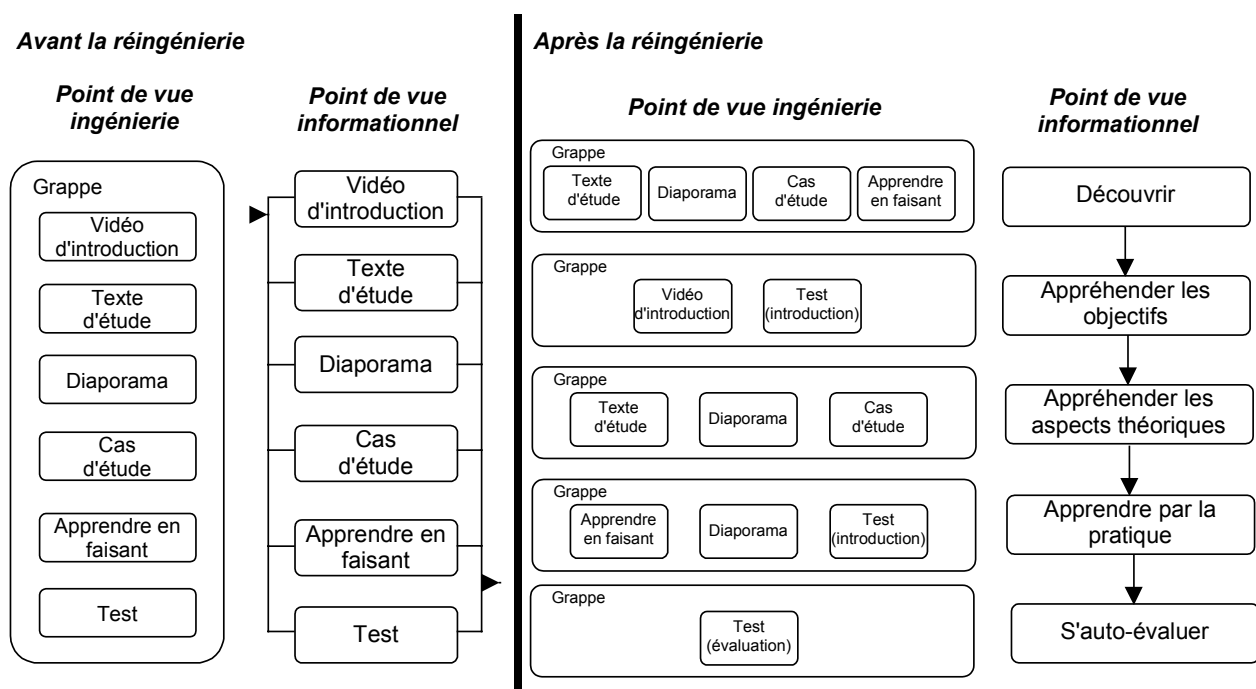 Avant la réingénierie
Point de vue
ingénierie
Point de vue
informationnel
Grappe
Vidéo
d'introduction
Texte
d'étude
Diaporama
Cas
d'étude
Apprendre en
faisant
Test
Vidéo
d'introduction
Texte
d'étude
Diaporama
Cas
d'étude
Apprendre en
faisant
Test
Après la réingénierie
Point de vue ingénierie
Point de vue
informationnel
Grappe
Texte
d'étude
Diaporama
Cas
d'étude
Apprendre
en faisant
Grappe
Vidéo
d'introduction
Test
(introduction)
Grappe
Texte
d'étude
Diaporama
Cas
d'étude
Grappe
Apprendre
en faisant
Diaporama
Test
(introduction)
Grappe
Test
(évaluation)
Découvrir
Appréhender les
objectifs
Appréhender les
aspects théoriques
Apprendre par la
pratique
S'auto-évaluer